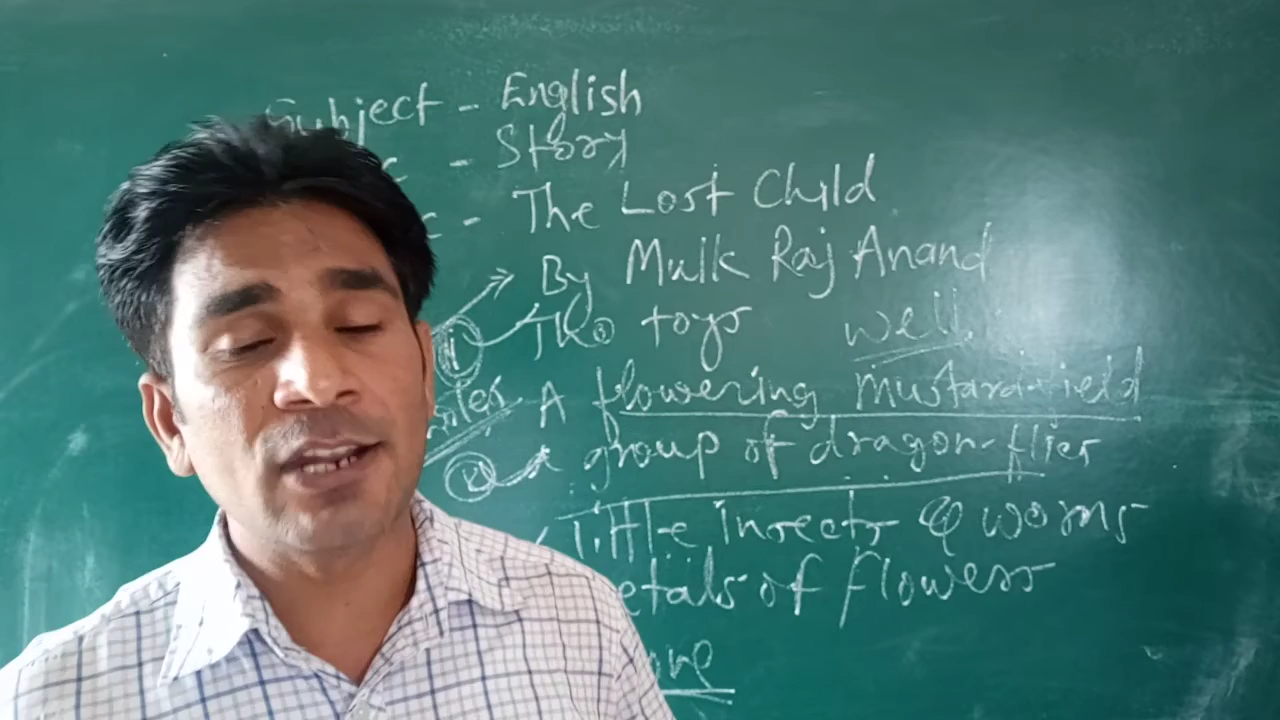 Subject - English
c - Story
c - The Lost Child
By Mulk Raj Anand
The toys well
A flowering mustard-field
group of dragon-flies
Little insects & worms
etals of flowers
one